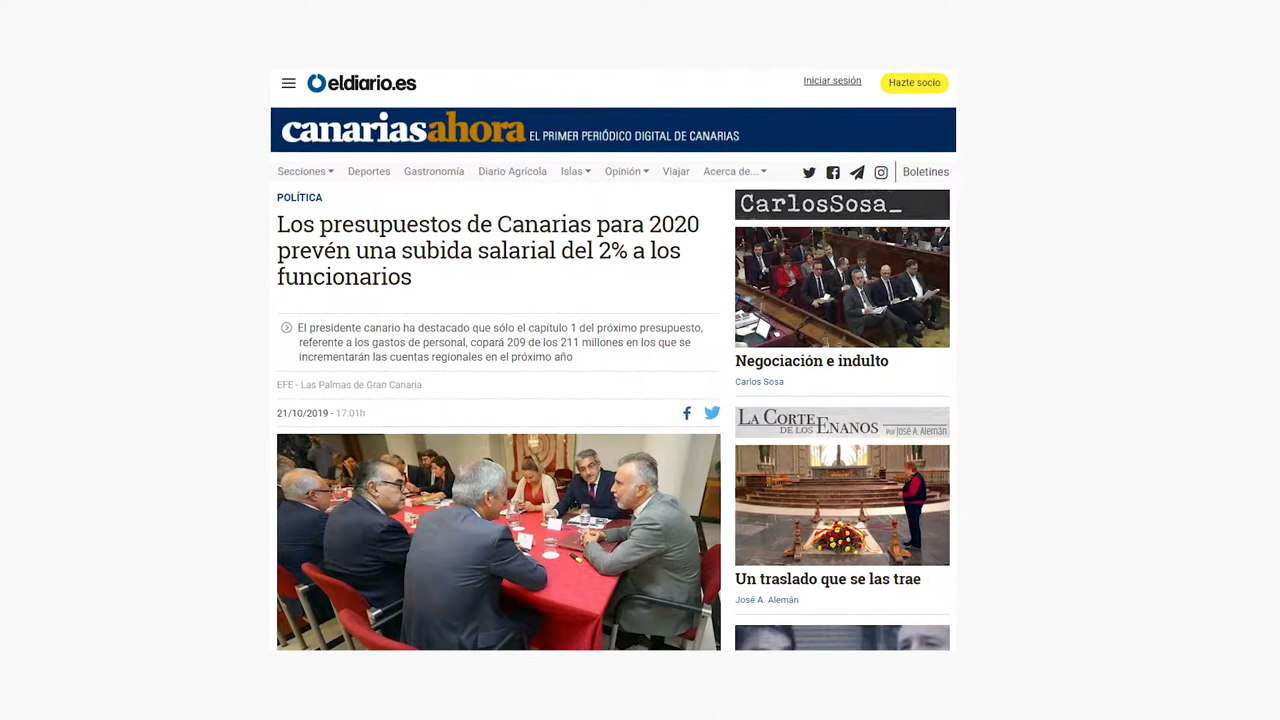 eldiario.es
Iniciar sesión
Hazte socio
canariasahora EL PRIMER PERIÓDICO DIGITAL DE CANARIAS
Secciones Deportes Gastronomía Diario Agrícola Islas Opinión Viajar Acerca de... Boletines
POLÍTICA
Los presupuestos de Canarias para 2020
prevén una subida salarial del 2% a los
funcionarios
El presidente canario ha destacado que sólo el capítulo 1 del próximo presupuesto,
referente a los gastos de personal, copará 209 de los 211 millones en los que se
incrementarán las cuentas regionales en el próximo año
EFE - Las Palmas de Gran Canaria
21/10/2019 - 17:01h
CarlosSosa_
Negociación e indulto
Carlos Sosa
LA CORTE
DE LOS ENANOS
Por José A. Alemán
Un traslado que se las trae
José A. Alemán